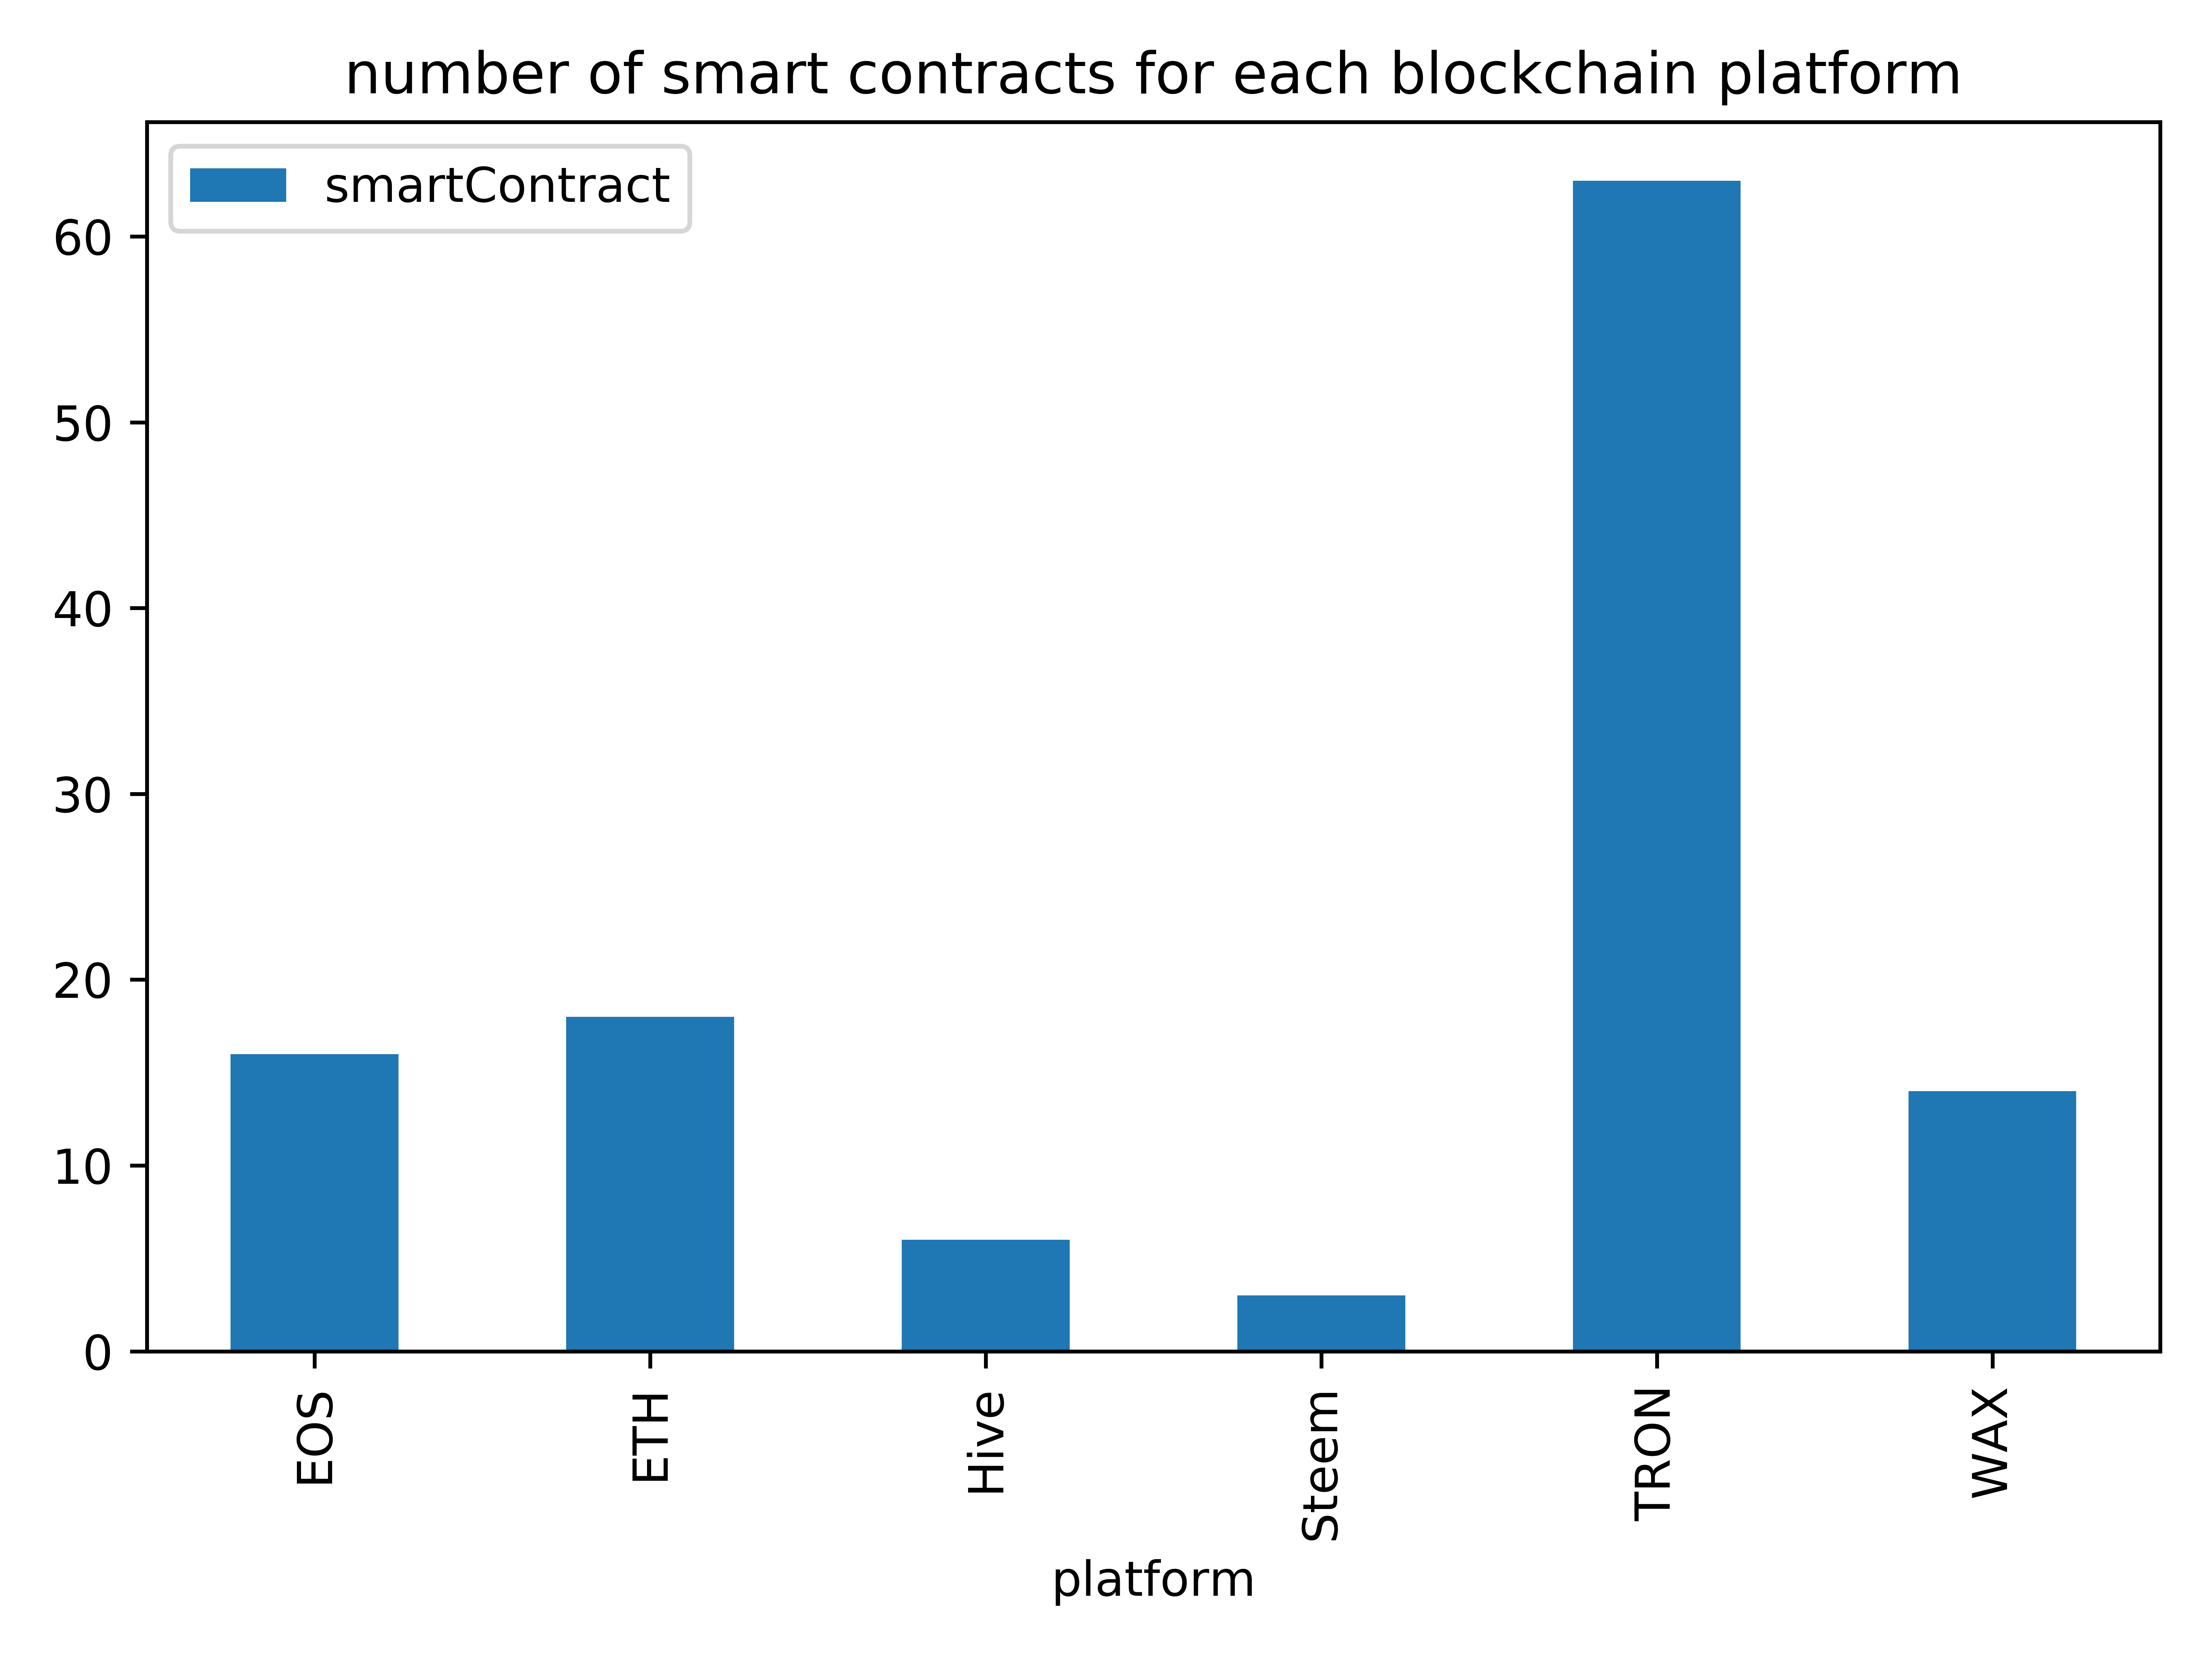 number of smart contracts for each blockchain platform
smartContract
60
50
40
30
20
10
0
EOS
ETH
Hive
Steem
TRON
WAX
platform